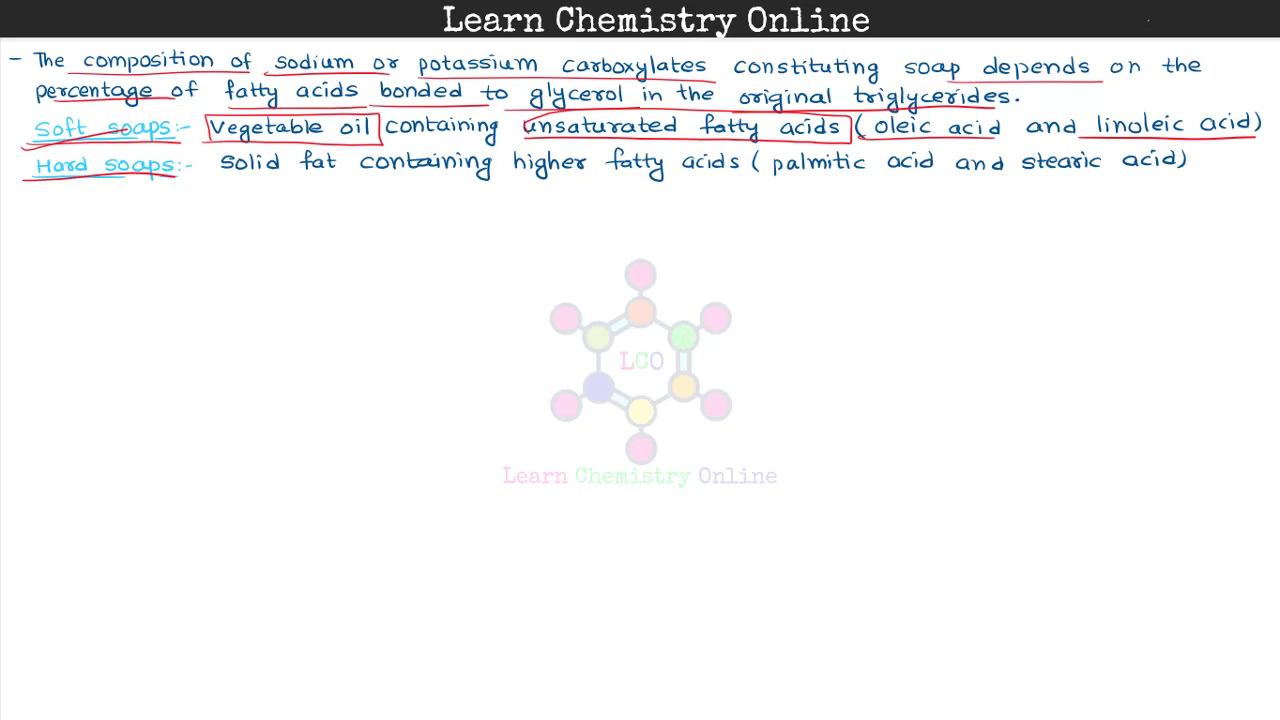 Learn Chemistry Online
- The composition of sodium or potassium carboxylates constituting soap depends on the
percentage of fatty acids bonded to glycerol in the original triglycerides.
Soft soaps:- Vegetable oil containing unsaturated fatty acids (oleic acid and linoleic acid)
Hard soaps:- solid fat containing higher fatty acids (palmitic acid and stearic acid)
LCO
Learn Chemistry Online